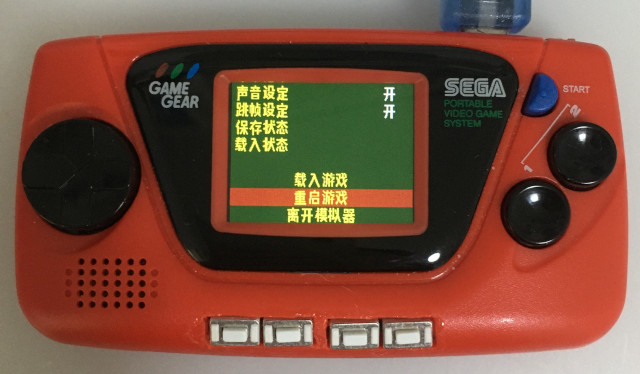 GAME
GEAR
声音设定 开
跳帧设定 开
保存状态
载入状态
载入游戏
重启游戏
离开模拟器
SEGA
PORTABLE
VIDEO GAME
SYSTEM
START
2
1